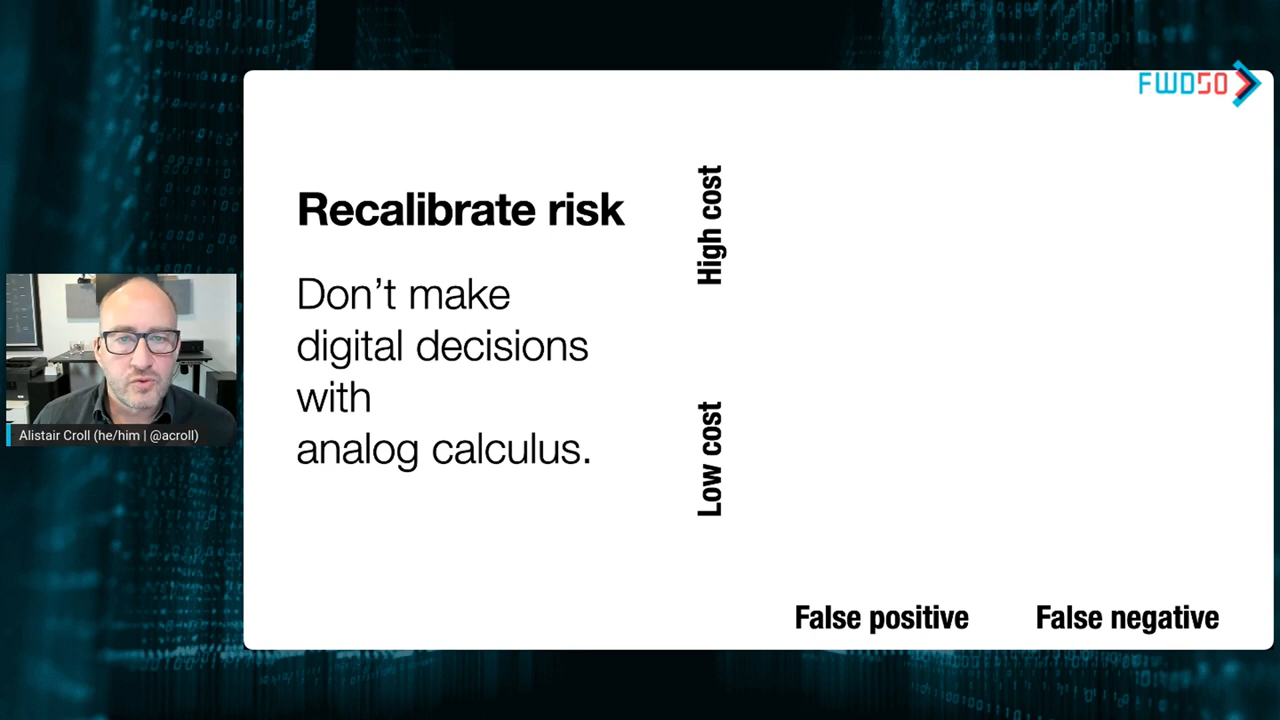 FWD50
Recalibrate risk
Don’t make
digital decisions
with
analog calculus.
High cost
Low cost
False positive
False negative
Alistair Croll (he/him | @acroll)